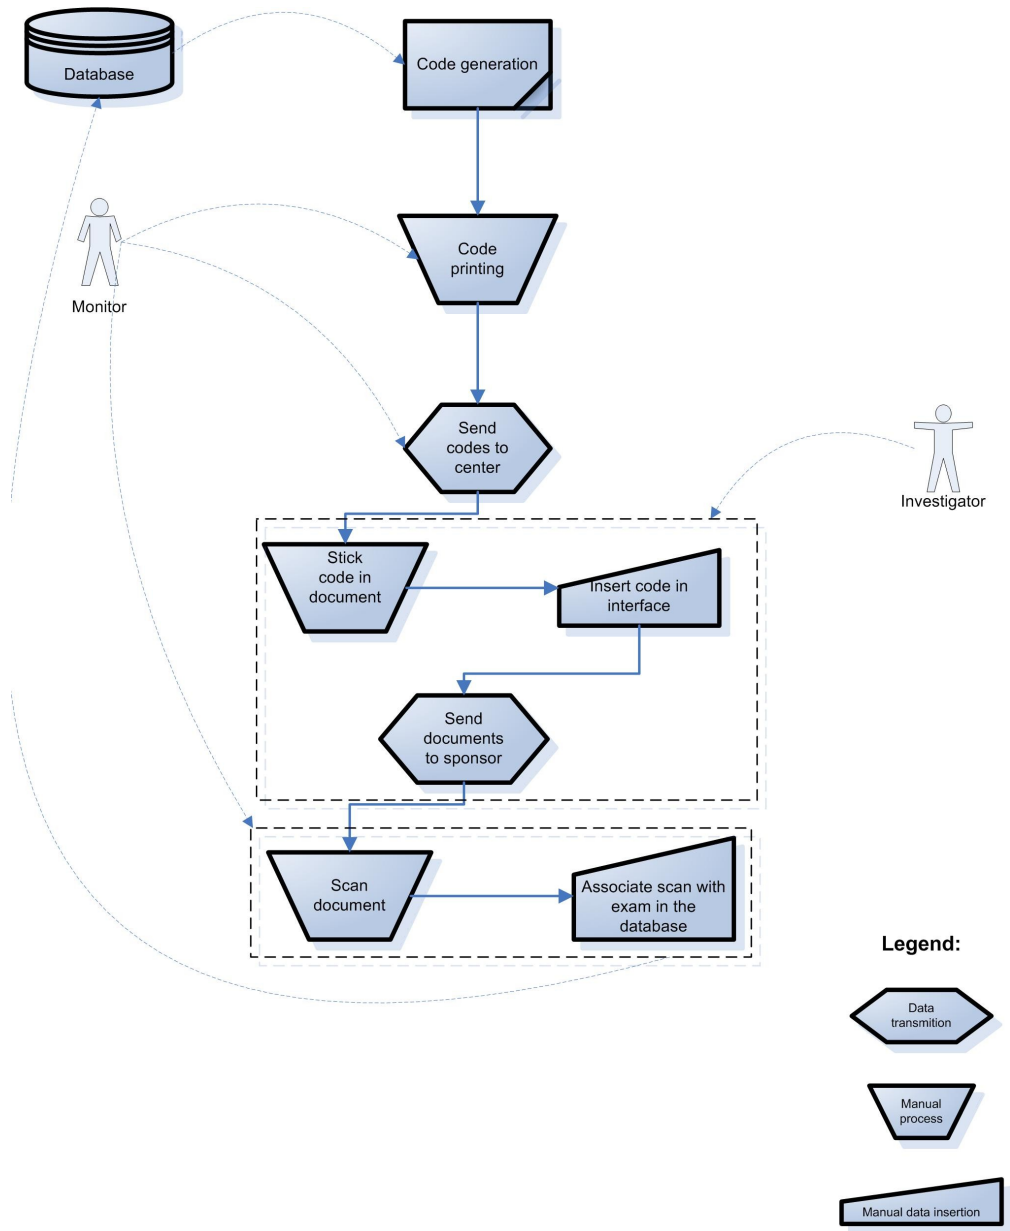 Database
Code generation
Code
printing
Monitor
Send
codes to
center
Investigator
Stick
code in
document
Insert code in
interface
Send
documents
to sponsor
Scan
document
Associate scan with
exam in the
database
Legend:
Data
transmition
Manual
process
Manual data insertion